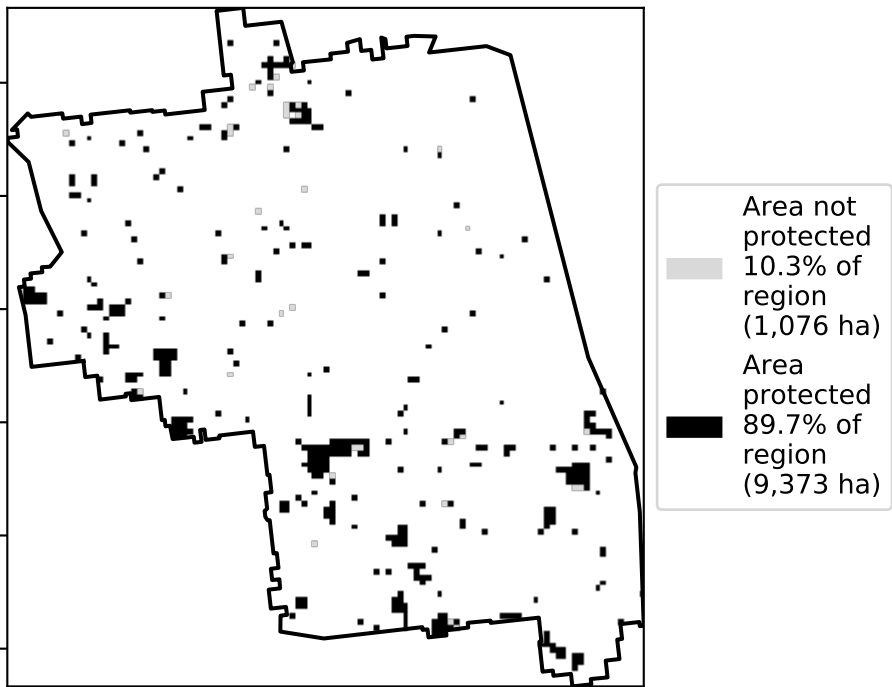 Area not
protected
10.3% of
region
(1,076 ha)
Area
protected
89.7% of
region
(9,373 ha)